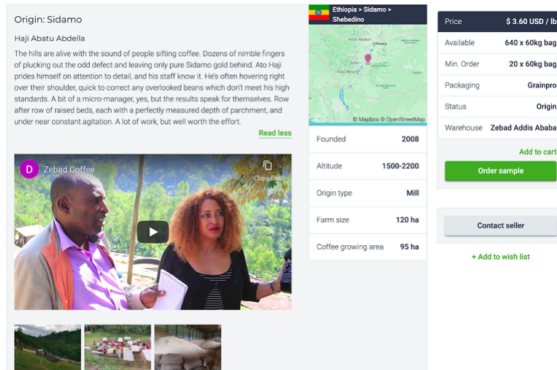 Origin: Sidamo
Haji Abatu Abdella
The hills are alive with the sound of people sifting coffee. Dozens of nimble fingers
of plucking out the odd defect and leaving only pure Sidamo gold behind. Ato Haji
prides himself on attention to detail, and his staff know it. He's often hovering right
over their shoulder, quick to correct any overlooked beans which don't meet his high
standards. A bit of a micro-manager, yes, but the results speak for themselves. Row
after row of raised beds, each with a perfectly measured depth of parchment, and
under near constant agitation. A lot of work, but well worth the effort.
Read less
D Zebad Coffee
Ethiopia > Sidamo >
Shebedino
© Mapbox © OpenStreetMap
Founded 2008
Altitude 1500-2200
Origin type Mill
Farm size 120 ha
Coffee growing area 95 ha
Price $ 3.60 USD / lb
Available 640 x 60kg bag
Min. Order 20 x 60kg bag
Packaging Grainpro
Status Origin
Warehouse Zebad Addis Ababa
Add to cart
Order sample
Contact seller
+ Add to wish list